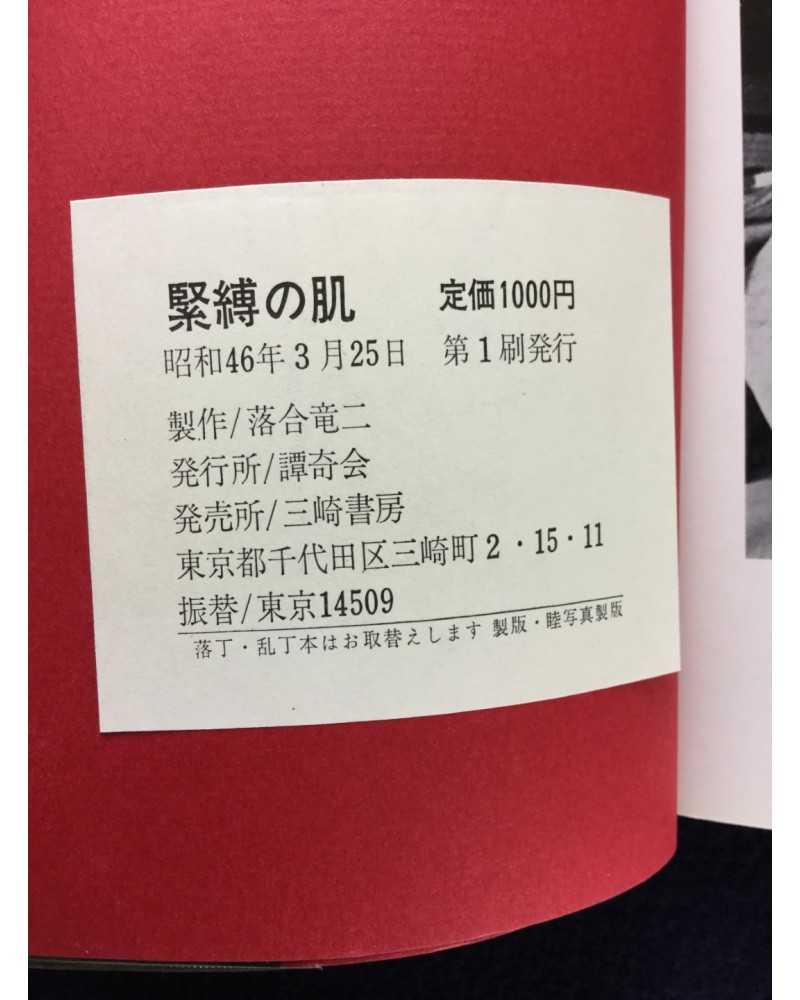 緊縛の肌 定価1000円
昭和46年3月25日 第1刷発行
製作/落合竜二
発行所/譚奇会
発売所/三崎書房
東京都千代田区三崎町2・15・11
振替/東京14509
落丁・乱丁本はお取替えします 製版・睦写真製版